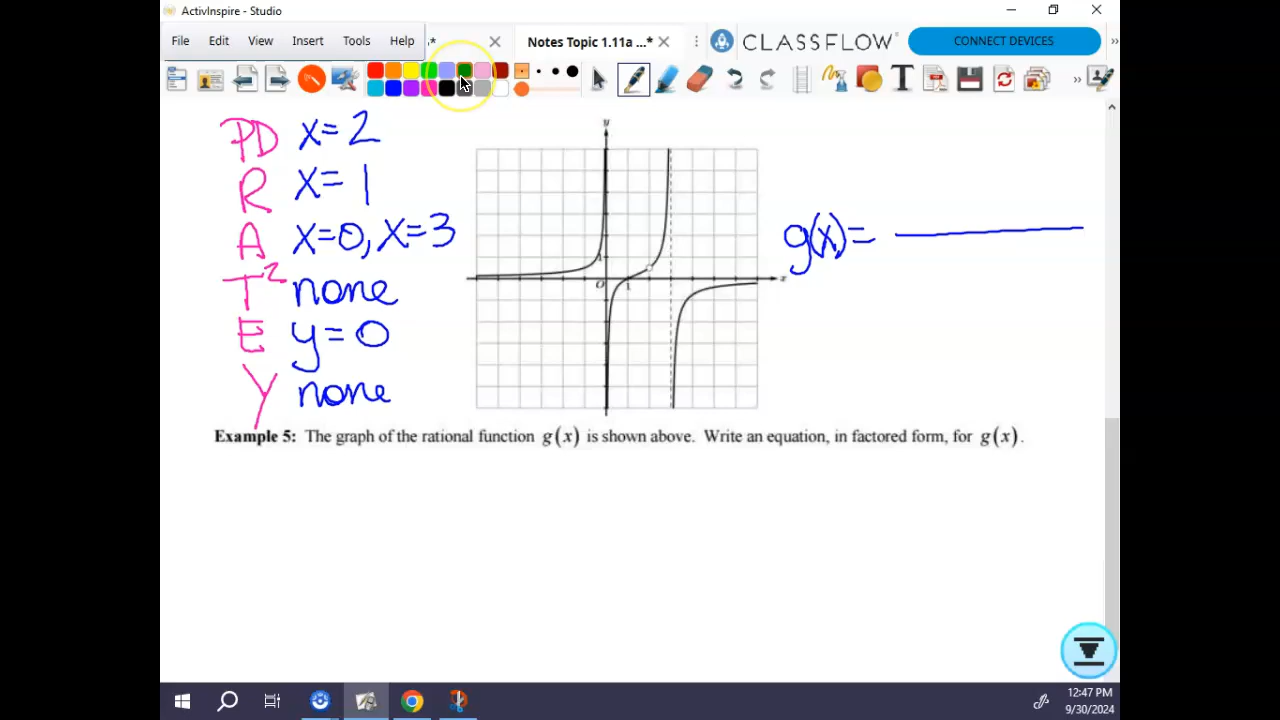 ActivInspire - Studio
File Edit View Insert Tools Help .* Notes Topic 1.11a ...* CLASSFLOW CONNECT DEVICES
PD x=2
R x=1
A x=0, x=3
T² none
E y=0
Y none
y
1
O 1 x
g(x)=
Example 5: The graph of the rational function g(x) is shown above. Write an equation, in factored form, for g(x).
12:47 PM
9/30/2024